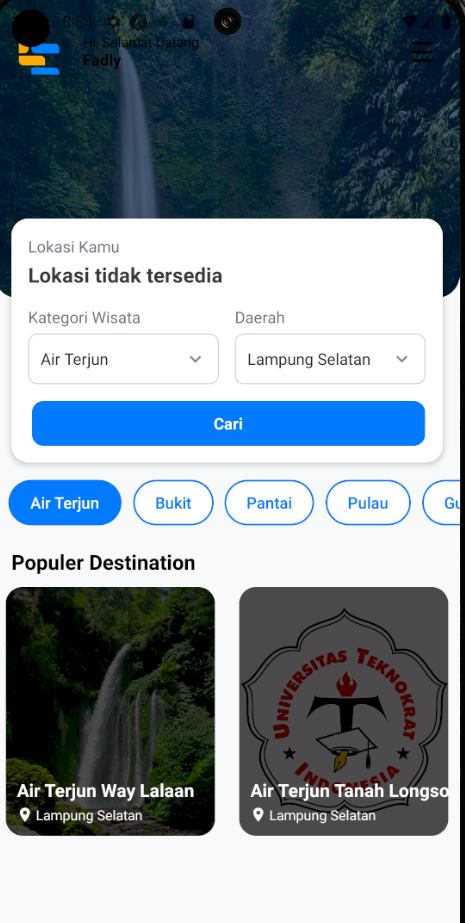 8:54
Hi, Selamat Datang
Fadly
Lokasi Kamu
Lokasi tidak tersedia
Kategori Wisata
Daerah
Air Terjun
Lampung Selatan
Cari
Air Terjun
Bukit
Pantai
Pulau
Gu
Populer Destination
UNIVERSITAS TEKNOKRAT
INDONESIA
Air Terjun Way Lalaan
Lampung Selatan
Air Terjun Tanah Longso
Lampung Selatan